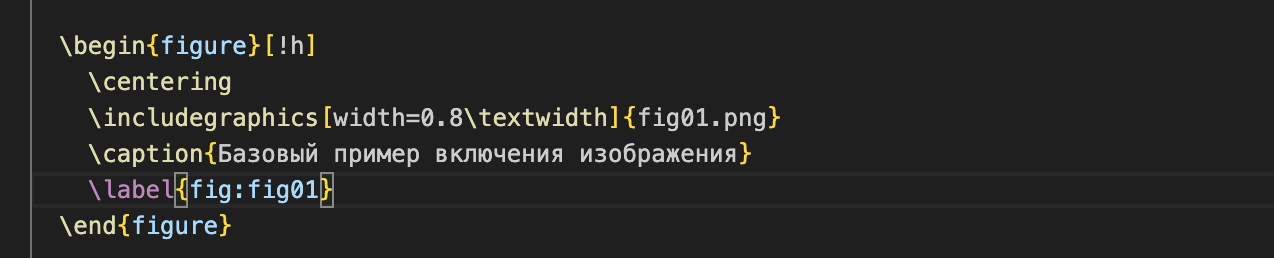 \begin{figure}[!h]
\centering
\includegraphics[width=0.8\textwidth]{fig01.png}
\caption{Базовый пример включения изображения}
\label{fig:fig01}
\end{figure}